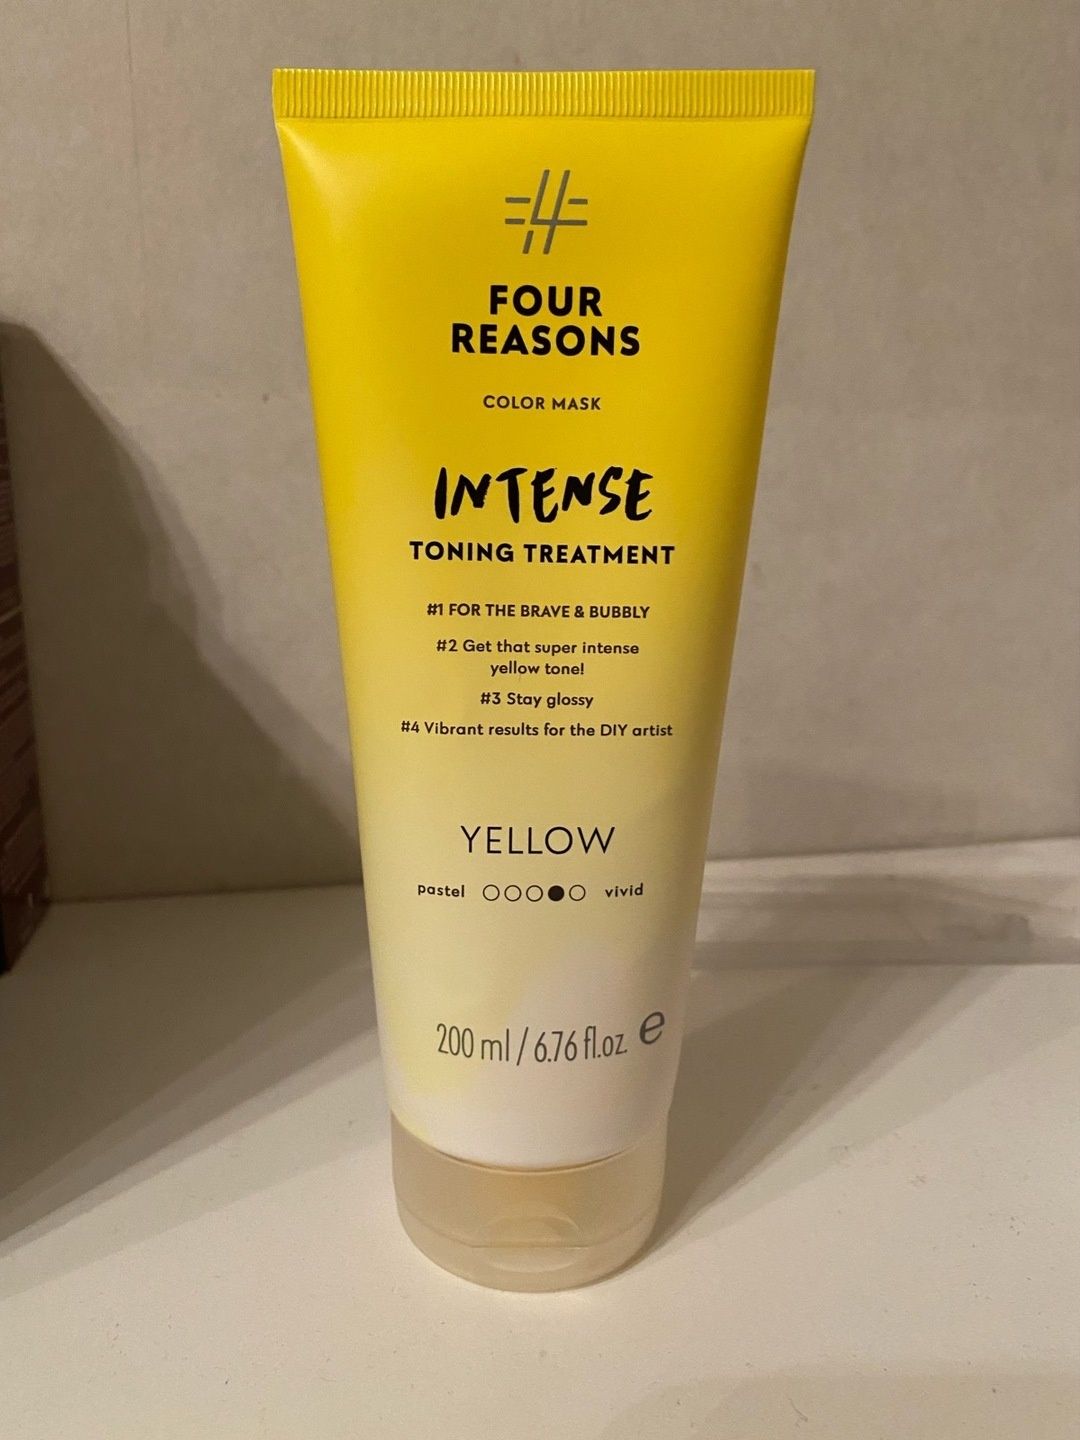 #4
FOUR
REASONS
COLOR MASK
INTENSE
TONING TREATMENT
#1 FOR THE BRAVE & BUBBLY
#2 Get that super intense
yellow tone!
#3 Stay glossy
#4 Vibrant results for the DIY artist
YELLOW
pastel ○○○●○ vivid
200 ml / 6.76 fl.oz. ℮